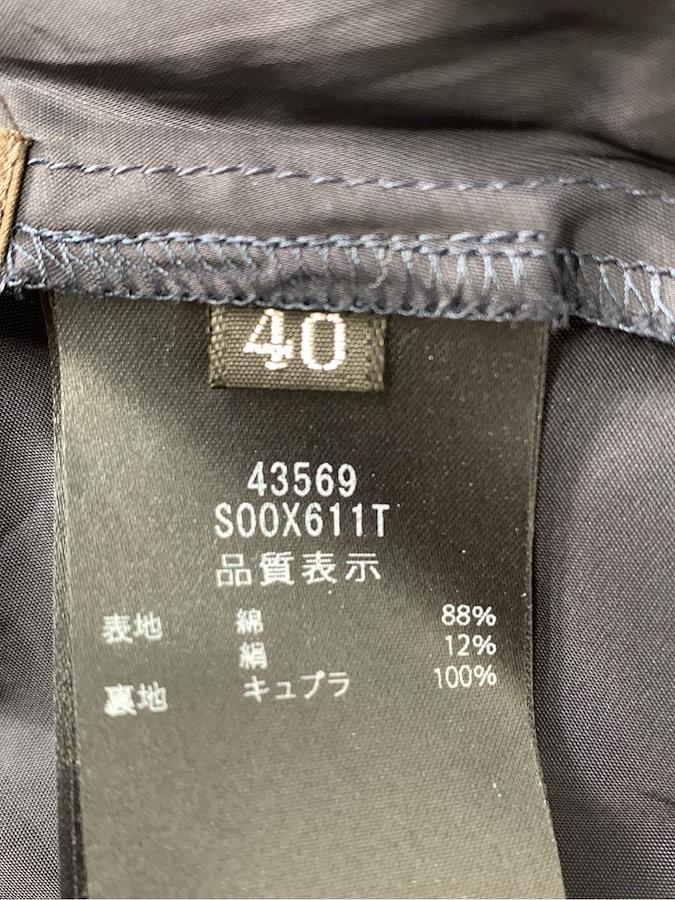 40
43569
S00X611T
品質表示
表地 綿 88%
絹 12%
裏地 キュプラ 100%